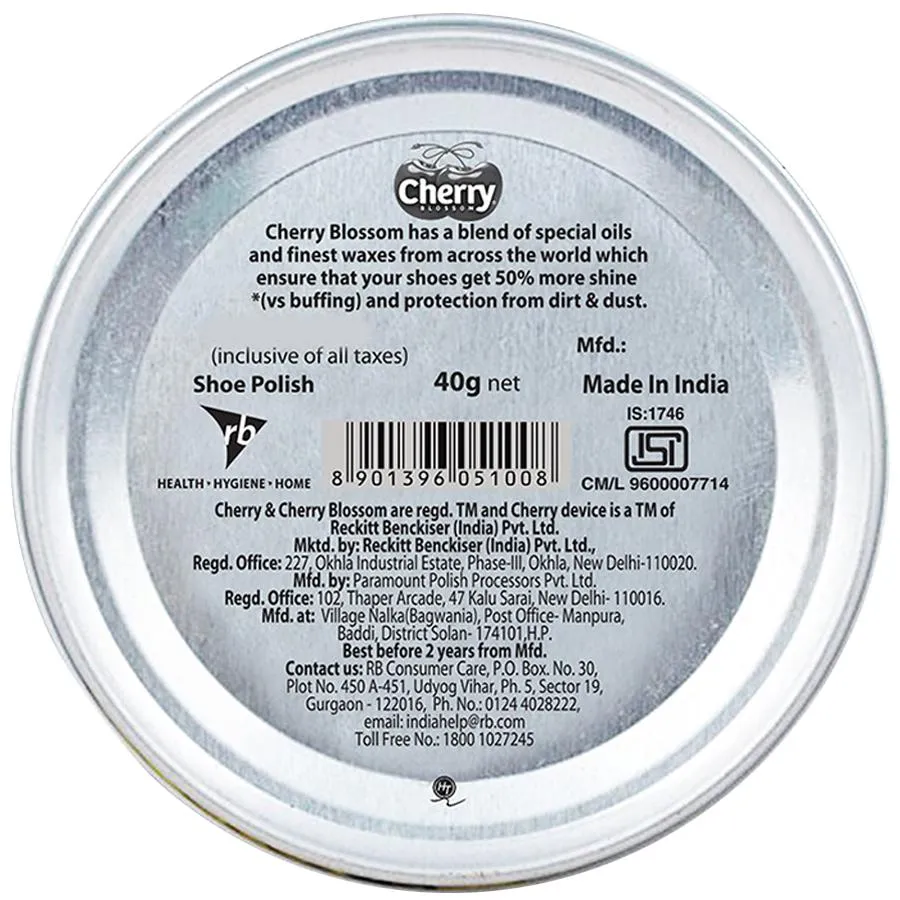 Cherry
BLOSSOM
Cherry Blossom has a blend of special oils
and finest waxes from across the world which
ensure that your shoes get 50% more shine
*(vs buffing) and protection from dirt & dust.
(inclusive of all taxes)
Mfd.:
Shoe Polish 40g net Made In India
IS:1746
rb
ISI
HEALTH • HYGIENE • HOME
8 901396 051008
CM/L 9600007714
Cherry & Cherry Blossom are regd. TM and Cherry device is a TM of
Reckitt Benckiser (India) Pvt. Ltd.
Mktd. by: Reckitt Benckiser (India) Pvt. Ltd.,
Regd. Office: 227, Okhla Industrial Estate, Phase-III, Okhla, New Delhi-110020.
Mfd. by: Paramount Polish Processors Pvt. Ltd.
Regd. Office: 102, Thaper Arcade, 47 Kalu Sarai, New Delhi- 110016.
Mfd. at: Village Nalka(Bagwania), Post Office- Manpura,
Baddi, District Solan- 174101,H.P.
Best before 2 years from Mfd.
Contact us: RB Consumer Care, P.O. Box. No. 30,
Plot No. 450 A-451, Udyog Vihar, Ph. 5, Sector 19,
Gurgaon - 122016, Ph. No.: 0124 4028222,
email: indiahelp@rb.com
Toll Free No.: 1800 1027245
HT